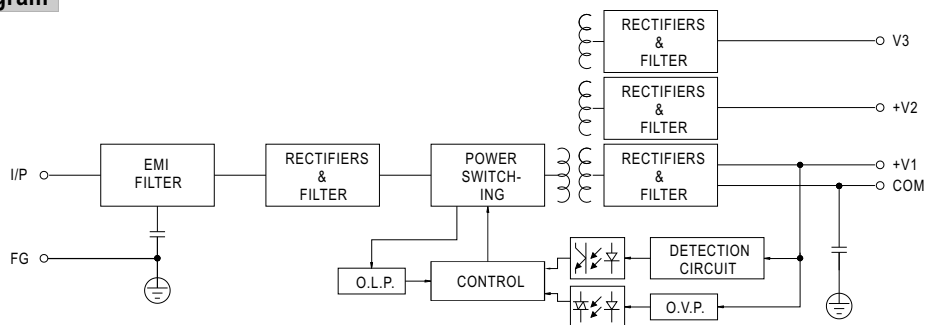 gram
RECTIFIERS
&
FILTER
V3
RECTIFIERS
&
FILTER
+V2
I/P
EMI
FILTER
RECTIFIERS
&
FILTER
POWER
SWITCH-
ING
RECTIFIERS
&
FILTER
+V1
COM
FG
O.L.P.
CONTROL
DETECTION
CIRCUIT
O.V.P.